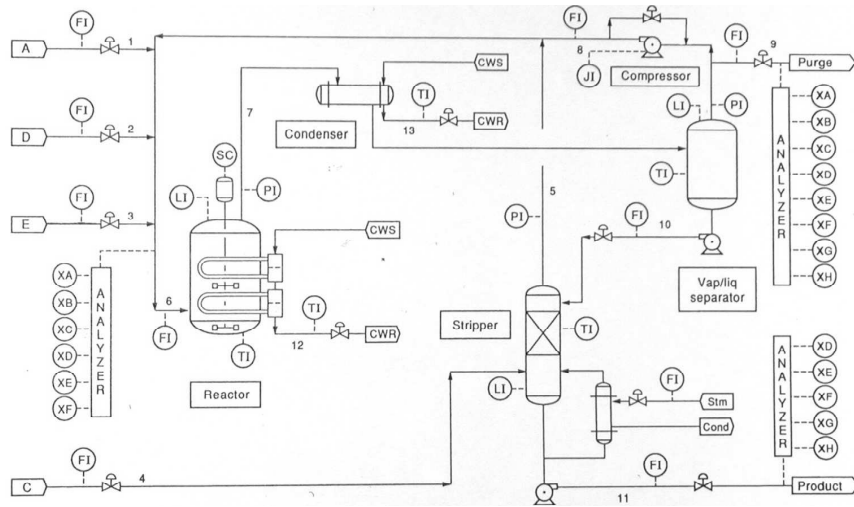 FI
A
1
FI
D
2
FI
E
3
7
CWS
TI
Condenser
13
CWR
FI
8
JI
Compressor
FI
9
Purge
LI
PI
TI
XA
XB
XC
XD
XE
XF
XG
XH
ANALYZER
SC
LI
PI
CWS
TI
12
CWR
TI
Reactor
6
FI
XA
XB
XC
XD
XE
XF
ANALYZER
5
PI
FI
10
Vap/liq
separator
Stripper
TI
LI
FI
Stm
Cond
XD
XE
XF
XG
XH
ANALYZER
FI
C
4
FI
11
Product